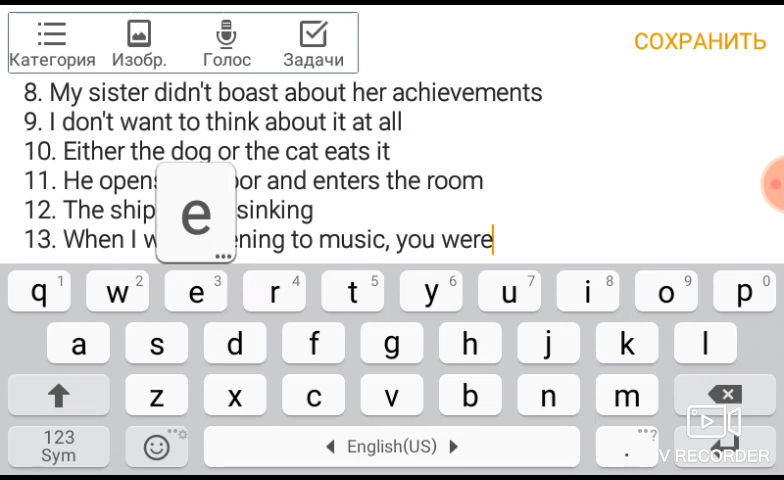 Категория Изобр. Голос Задачи СОХРАНИТЬ
8. My sister didn't boast about her achievements
9. I don't want to think about it at all
10. Either the dog or the cat eats it
11. He opens and enters the room
12. The ship sinking
13. When I to music, you were
e
q 1 w 2 e 3 r 4 t 5 y 6 u 7 i 8 o 9 p 0
a s d f g h j k l
z x c v b n m
123 Sym English(US) . ?
V RECORDER